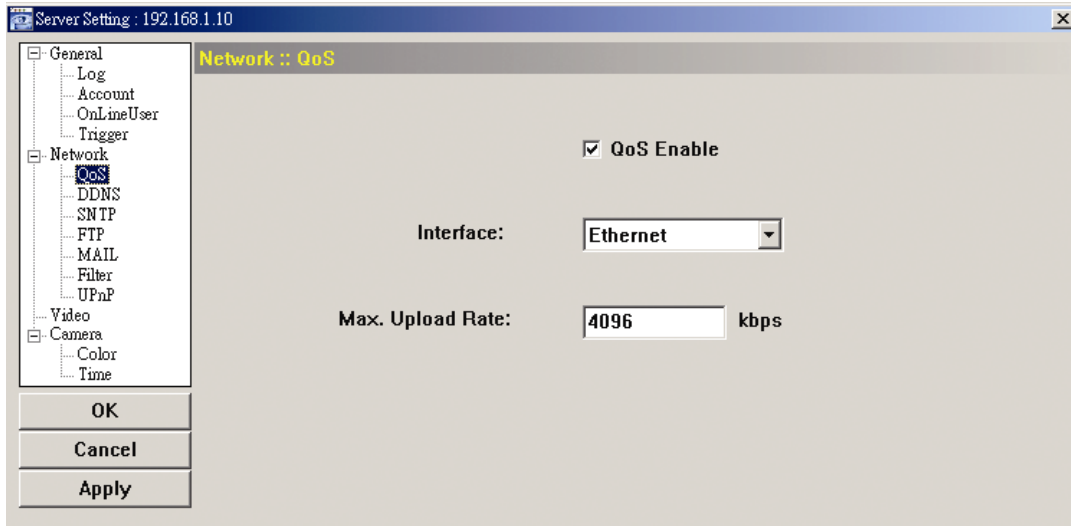 Server Setting : 192.168.1.10
General
Log
Account
OnLineUser
Trigger
Network
QoS
DDNS
SNTP
FTP
MAIL
Filter
UPnP
Video
Camera
Color
Time
OK
Cancel
Apply
Network :: QoS
QoS Enable
Interface: Ethernet
Max. Upload Rate: 4096 kbps